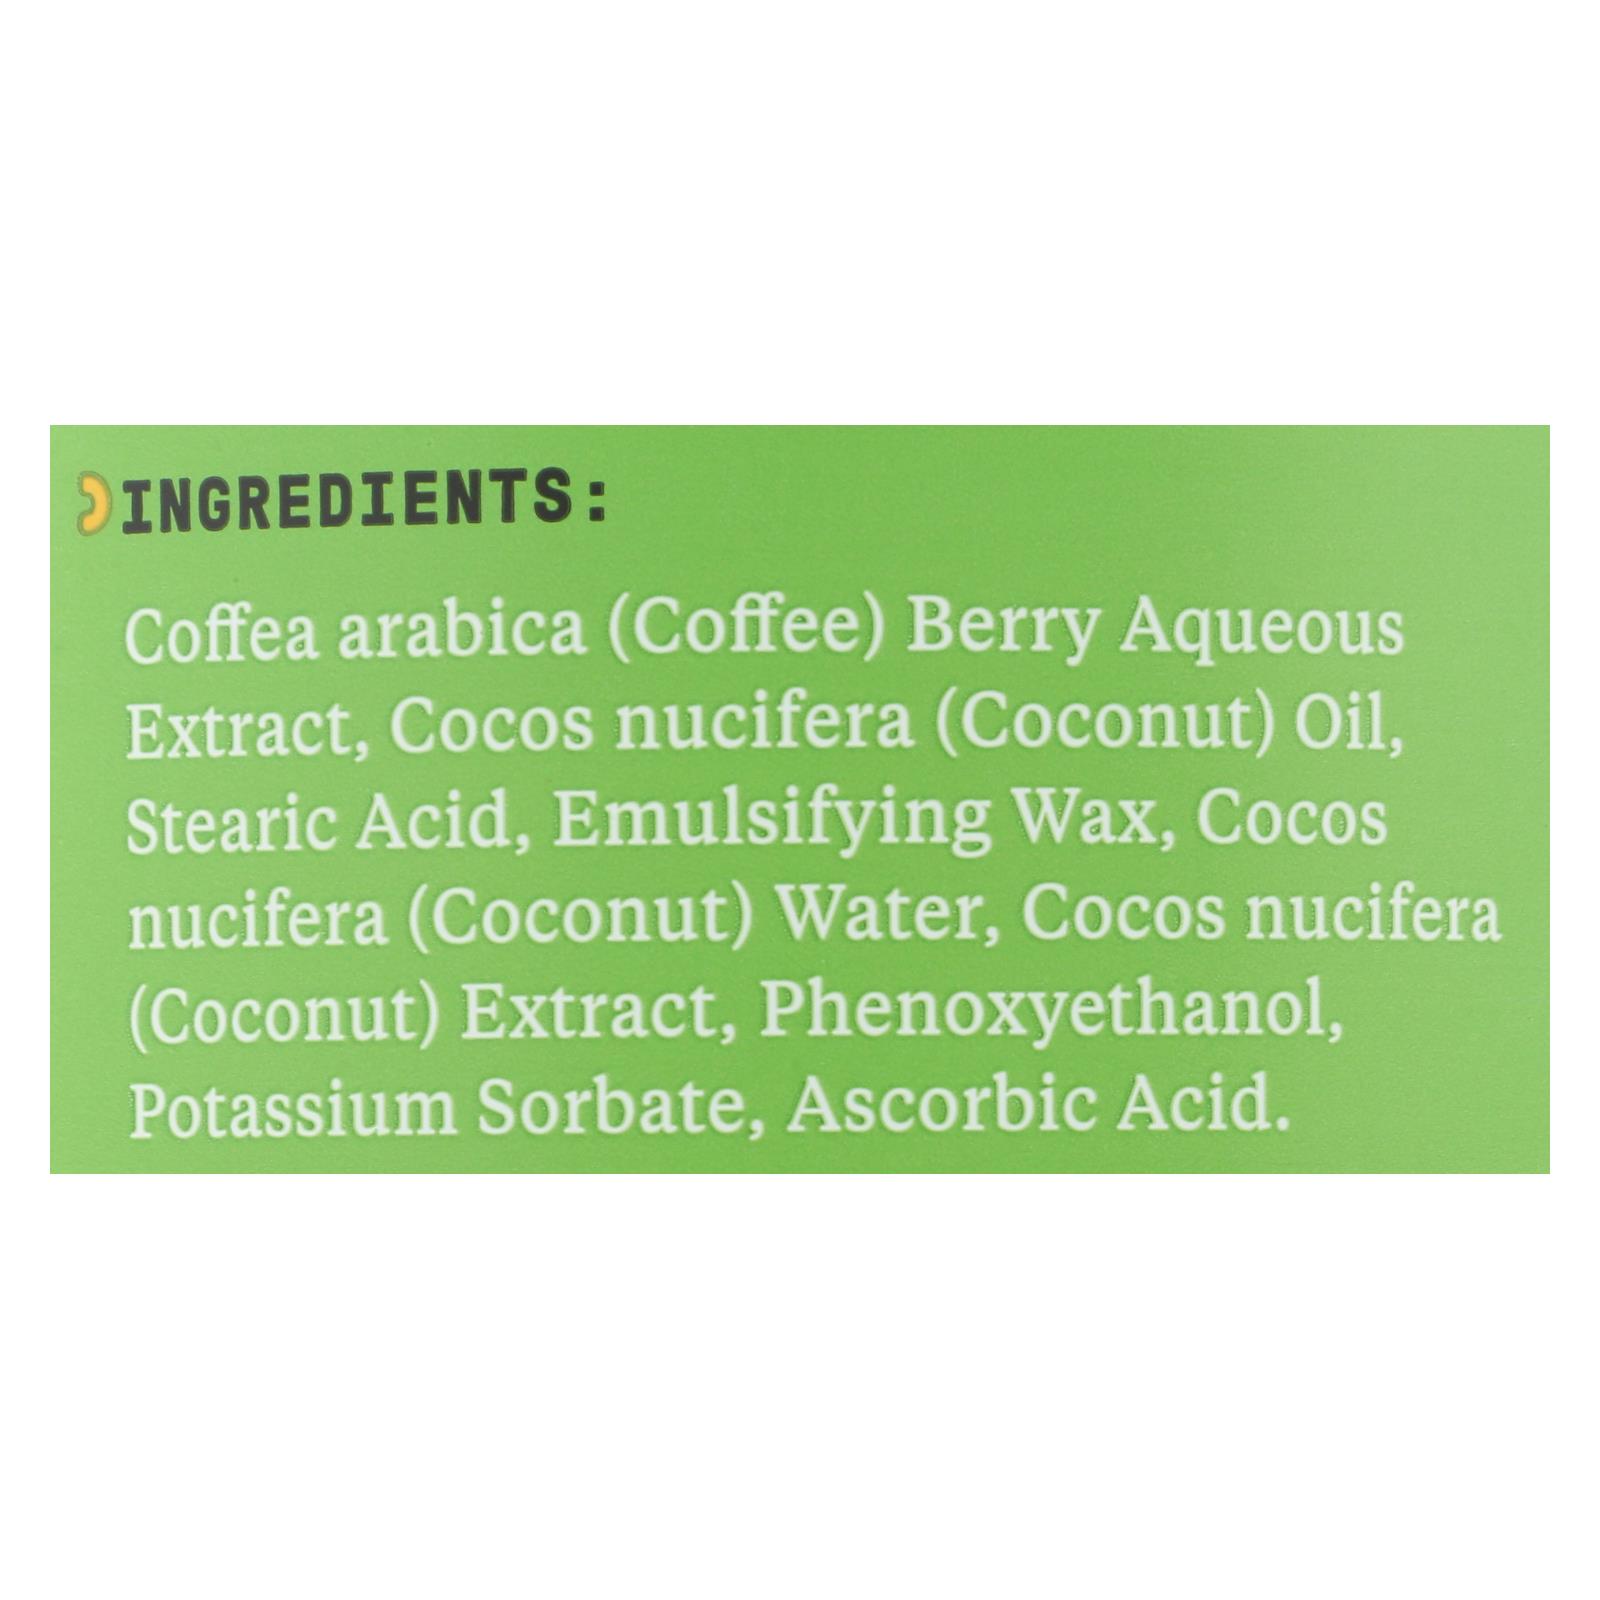 INGREDIENTS:
Coffea arabica (Coffee) Berry Aqueous
Extract, Cocos nucifera (Coconut) Oil,
Stearic Acid, Emulsifying Wax, Cocos
nucifera (Coconut) Water, Cocos nucifera
(Coconut) Extract, Phenoxyethanol,
Potassium Sorbate, Ascorbic Acid.